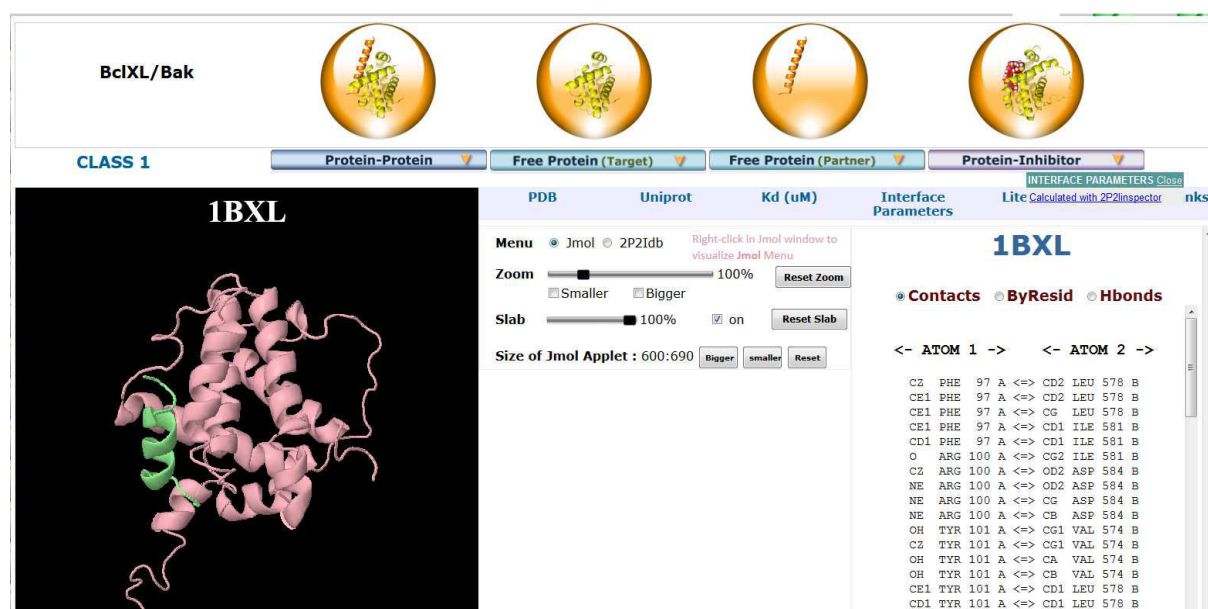 BclXL/Bak
CLASS 1
Protein-Protein
Free Protein (Target)
Free Protein (Partner)
Protein-Inhibitor
INTERFACE PARAMETERS Close
Calculated with 2P2Iinspector
PDB Uniprot Kd (uM) Interface Parameters Lite nks
1BXL
Menu Jmol 2P2Idb
Right-click in Jmol window to
visualize Jmol Menu
Zoom 100% Reset Zoom
Smaller Bigger
Slab 100% on Reset Slab
Size of Jmol Applet : 600:690 Bigger smaller Reset
1BXL
Contacts ByResid Hbonds
<- ATOM 1 -> <- ATOM 2 ->
CZ PHE 97 A <=> CD2 LEU 578 B
CE1 PHE 97 A <=> CD2 LEU 578 B
CE1 PHE 97 A <=> CG LEU 578 B
CE1 PHE 97 A <=> CD1 ILE 581 B
CD1 PHE 97 A <=> CD1 ILE 581 B
O ARG 100 A <=> CG2 ILE 581 B
CZ ARG 100 A <=> OD2 ASP 584 B
NE ARG 100 A <=> OD2 ASP 584 B
NE ARG 100 A <=> CG ASP 584 B
NE ARG 100 A <=> CB ASP 584 B
OH TYR 101 A <=> CG1 VAL 574 B
CZ TYR 101 A <=> CG1 VAL 574 B
OH TYR 101 A <=> CA VAL 574 B
OH TYR 101 A <=> CB VAL 574 B
CE1 TYR 101 A <=> CD1 LEU 578 B
CD1 TYR 101 A <=> CD1 LEU 578 B